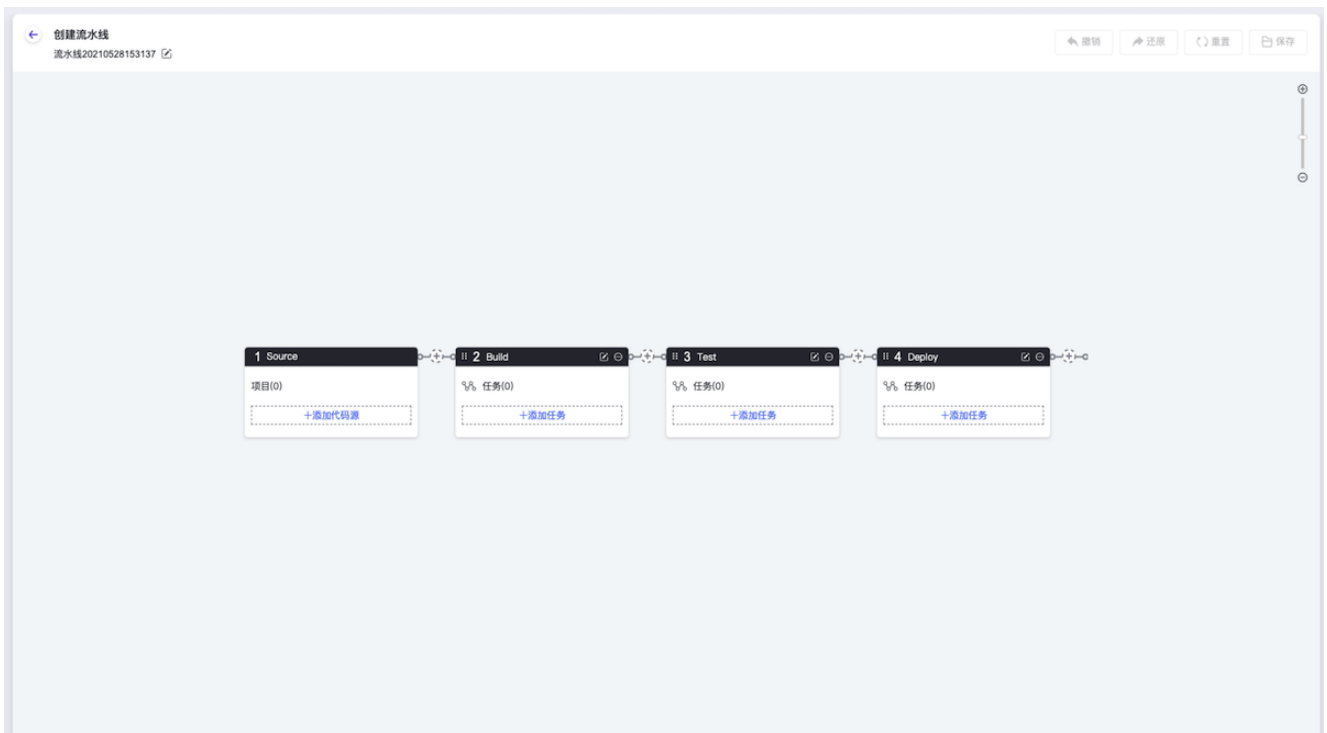 创建流水线
流水线20210528153137
撤销 还原 重置 保存
1 Source
项目(0)
+添加代码源
2 Build
任务(0)
+添加任务
3 Test
任务(0)
+添加任务
4 Deploy
任务(0)
+添加任务